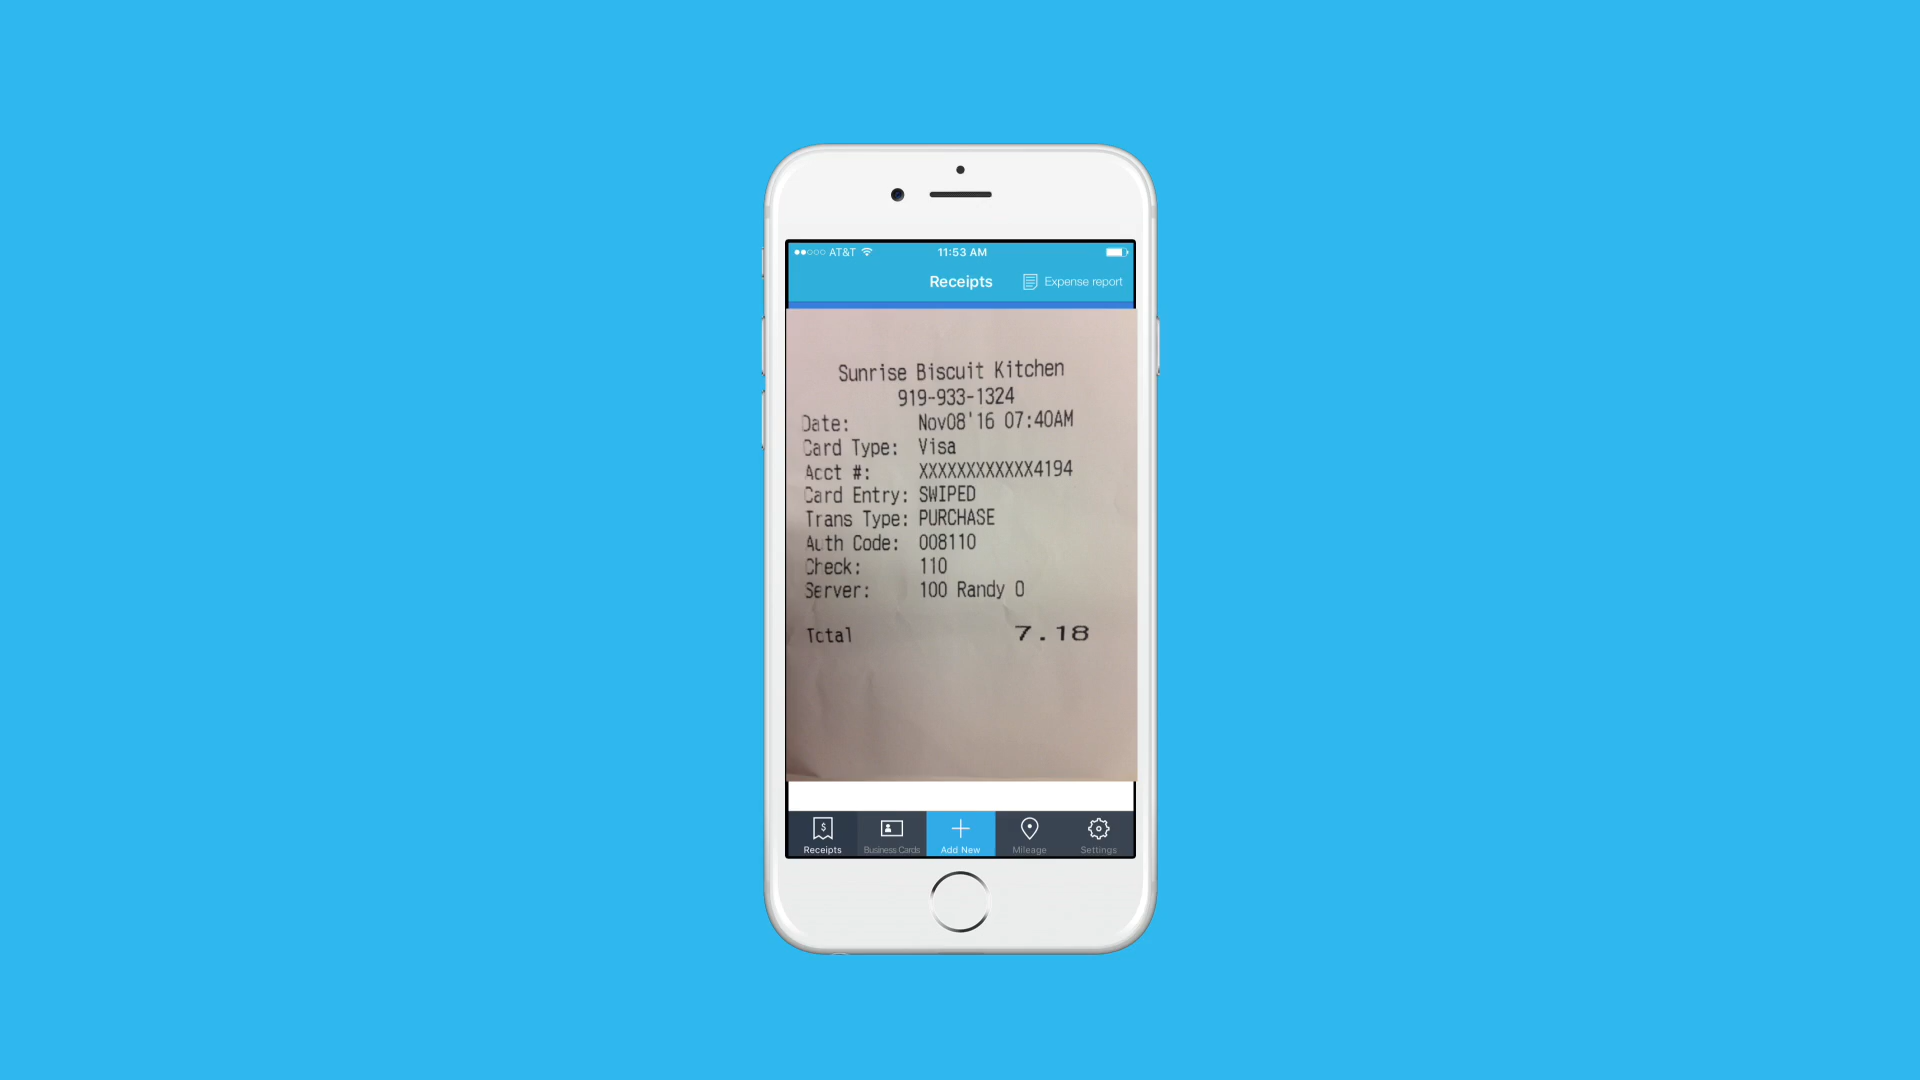 AT&T 11:53 AM
Receipts Expense report
Sunrise Biscuit Kitchen
919-933-1324
Date: Nov08'16 07:40AM
Card Type: Visa
Acct #: XXXXXXXXXXXX4194
Card Entry: SWIPED
Trans Type: PURCHASE
Auth Code: 008110
Check: 110
Server: 100 Randy O
Total 7.18
Receipts Business Cards Add New Mileage Settings